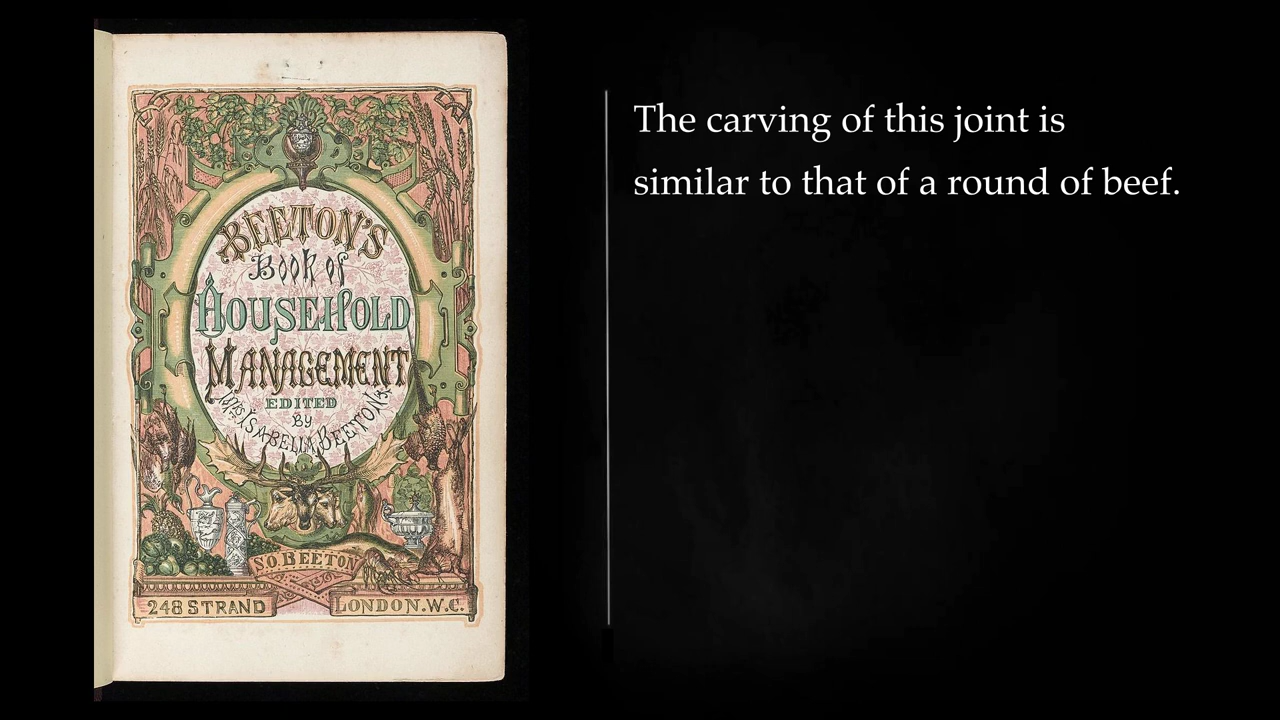 BEETON'S
Book of
HOUSEHOLD
MANAGEMENT
EDITED
BY
MRS ISABELLA BEETON
S.O. BEETON
248 STRAND
LONDON. W.C.
The carving of this joint is
similar to that of a round of beef.